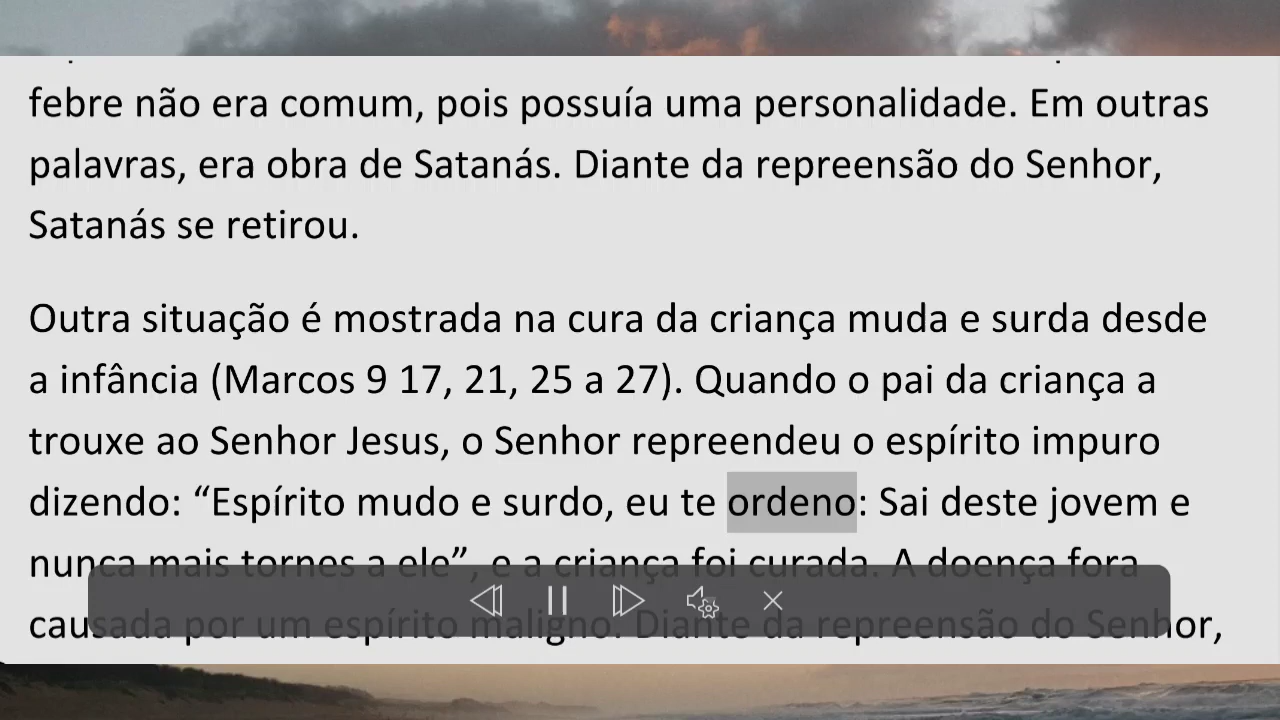 febre não era comum, pois possuía uma personalidade. Em outras
palavras, era obra de Satanás. Diante da repreensão do Senhor,
Satanás se retirou.
Outra situação é mostrada na cura da criança muda e surda desde
a infância (Marcos 9 17, 21, 25 a 27). Quando o pai da criança a
trouxe ao Senhor Jesus, o Senhor repreendeu o espírito impuro
dizendo: “Espírito mudo e surdo, eu te ordeno: Sai deste jovem e
nunca mais tornes a ele”, e a criança foi curada. A doença fora
causada por um espírito maligno. Diante da repreensão do Senhor,